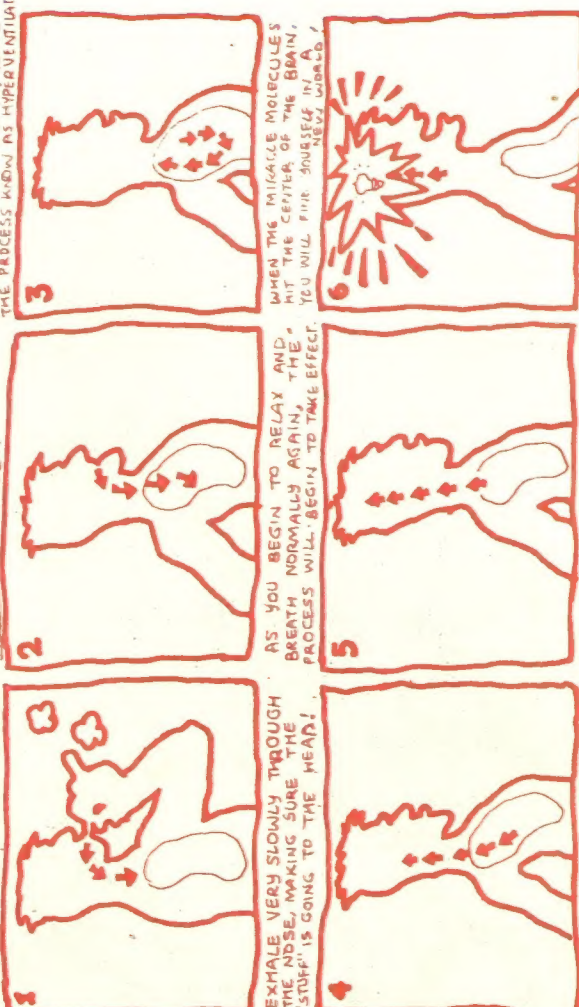 THE PROCESS KNOW AS HYPERVENTILAT
1
2
3
EXHALE VERY SLOWLY THROUGH
THE NOSE, MAKING SURE THE
"STUFF" IS GOING TO THE HEAD!
AS YOU BEGIN TO RELAX AND
BREATH NORMALLY AGAIN, THE
PROCESS WILL BEGIN TO TAKE EFFECT.
WHEN THE MIRACLE MOLECULES
HIT THE CENTER OF THE BRAIN,
YOU WILL FIND YOURSELF IN A
NEW WORLD!
4
5
6